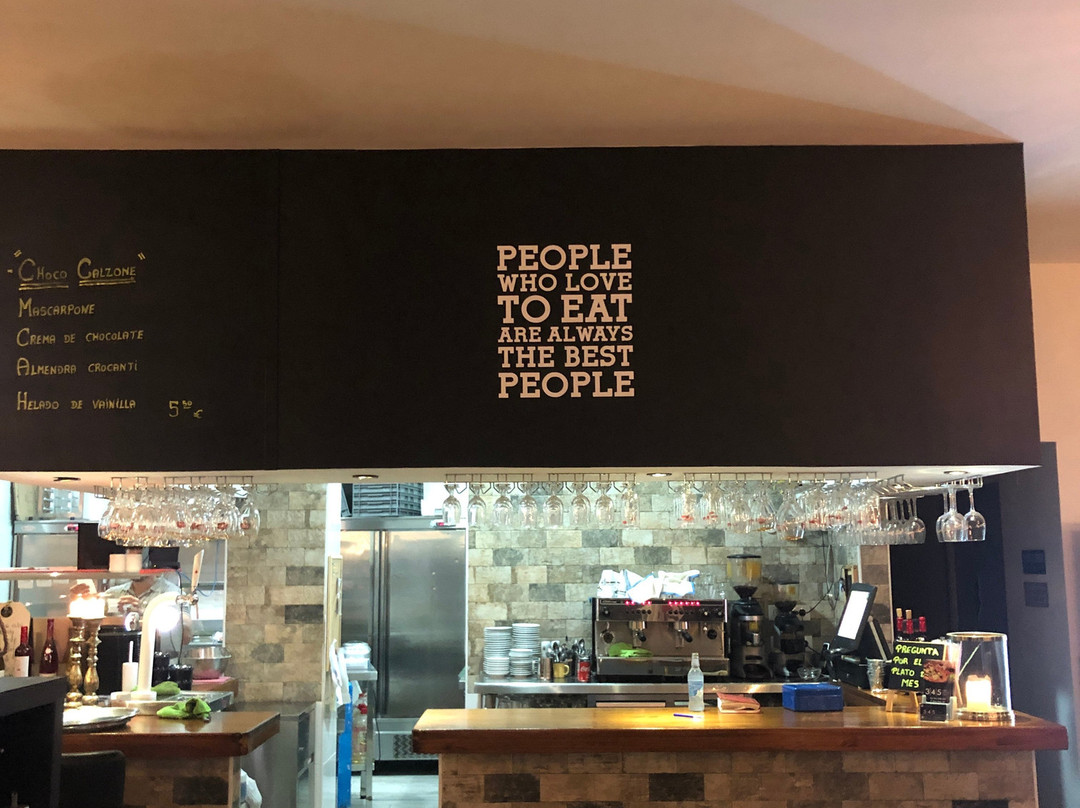 "Choco Calzone"
Mascarpone
Crema de chocolate
Almendra crocanti
Helado de vainilla 5,50 €
PEOPLE
WHO LOVE
TO EAT
ARE ALWAYS
THE BEST
PEOPLE
PREGUNTA
POR EL
PLATO DEL
MES